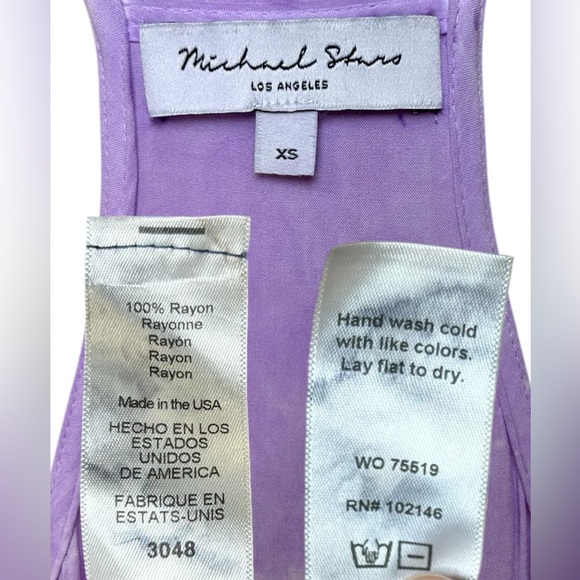 Michael Stars
LOS ANGELES
XS
100% Rayon
Rayonne
Rayón
Rayon
Rayon
Made in the USA
HECHO EN LOS
ESTADOS
UNIDOS
DE AMERICA
FABRIQUE EN
ESTATS-UNIS
3048
Hand wash cold
with like colors.
Lay flat to dry.
WO 75519
RN# 102146